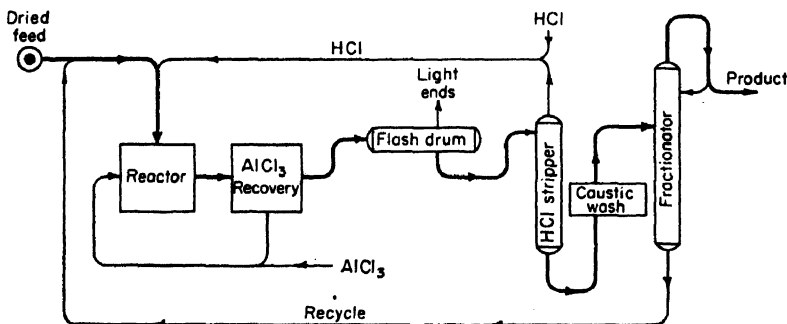 Dried
feed
HCl
HCl
Light
ends
Product
Reactor
AlCl₃
Recovery
Flash drum
HCl stripper
Caustic
wash
Fractionator
AlCl₃
Recycle